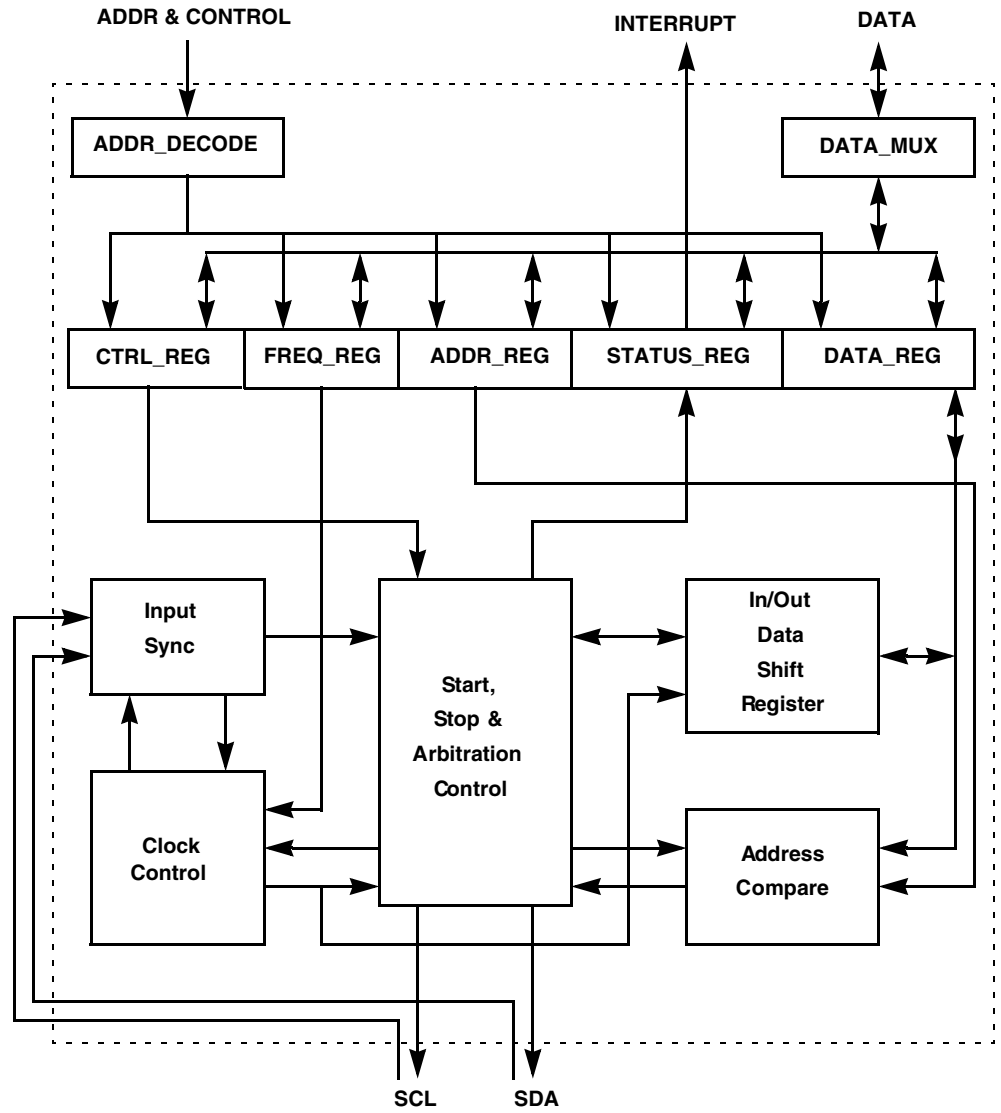 ADDR & CONTROL
INTERRUPT
DATA
ADDR_DECODE
DATA_MUX
CTRL_REG
FREQ_REG
ADDR_REG
STATUS_REG
DATA_REG
Input
Sync
Start,
Stop &
Arbitration
Control
In/Out
Data
Shift
Register
Clock
Control
Address
Compare
SCL
SDA